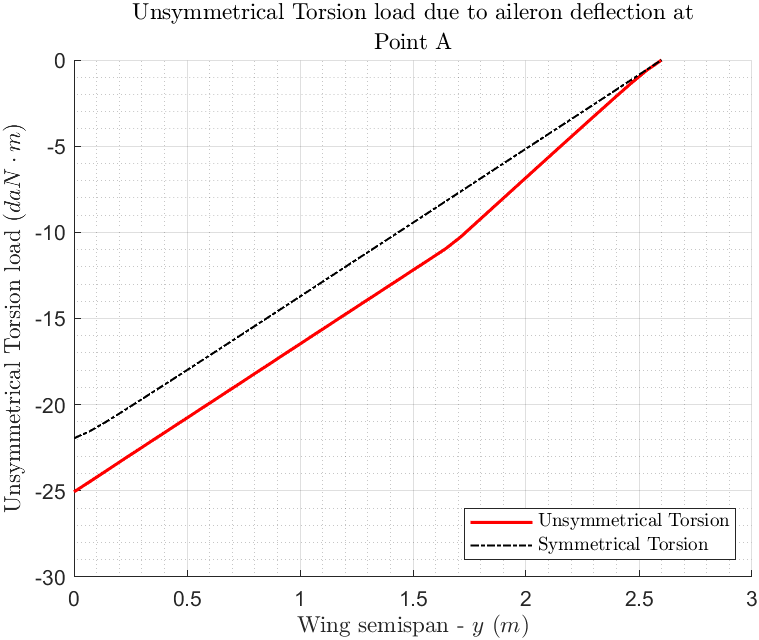 Unsymmetrical Torsion load due to aileron deflection at
Point A
Unsymmetrical Torsion load (daN · m)
0
-5
-10
-15
-20
-25
-30
0
0.5
1
1.5
2
2.5
3
Wing semispan - y (m)
Unsymmetrical Torsion
Symmetrical Torsion